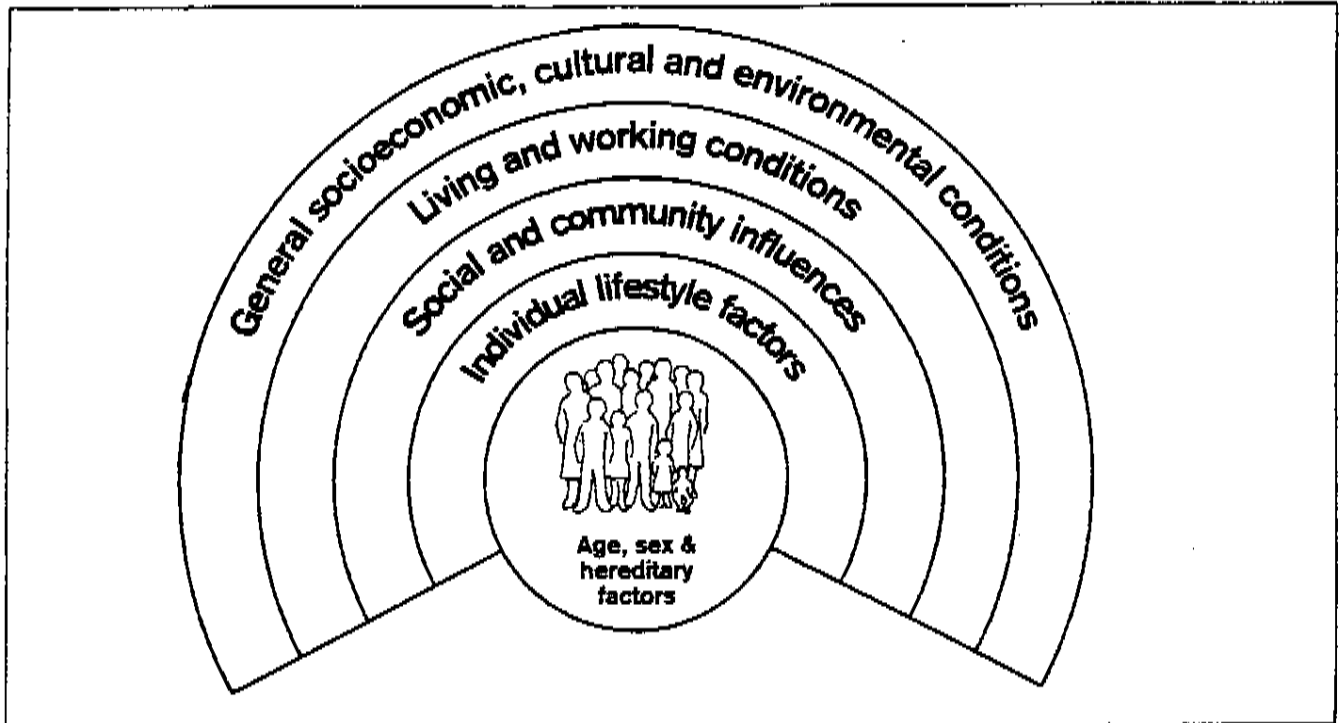 General socioeconomic, cultural and environmental conditions
Living and working conditions
Social and community influences
Individual lifestyle factors
Age, sex &
hereditary
factors